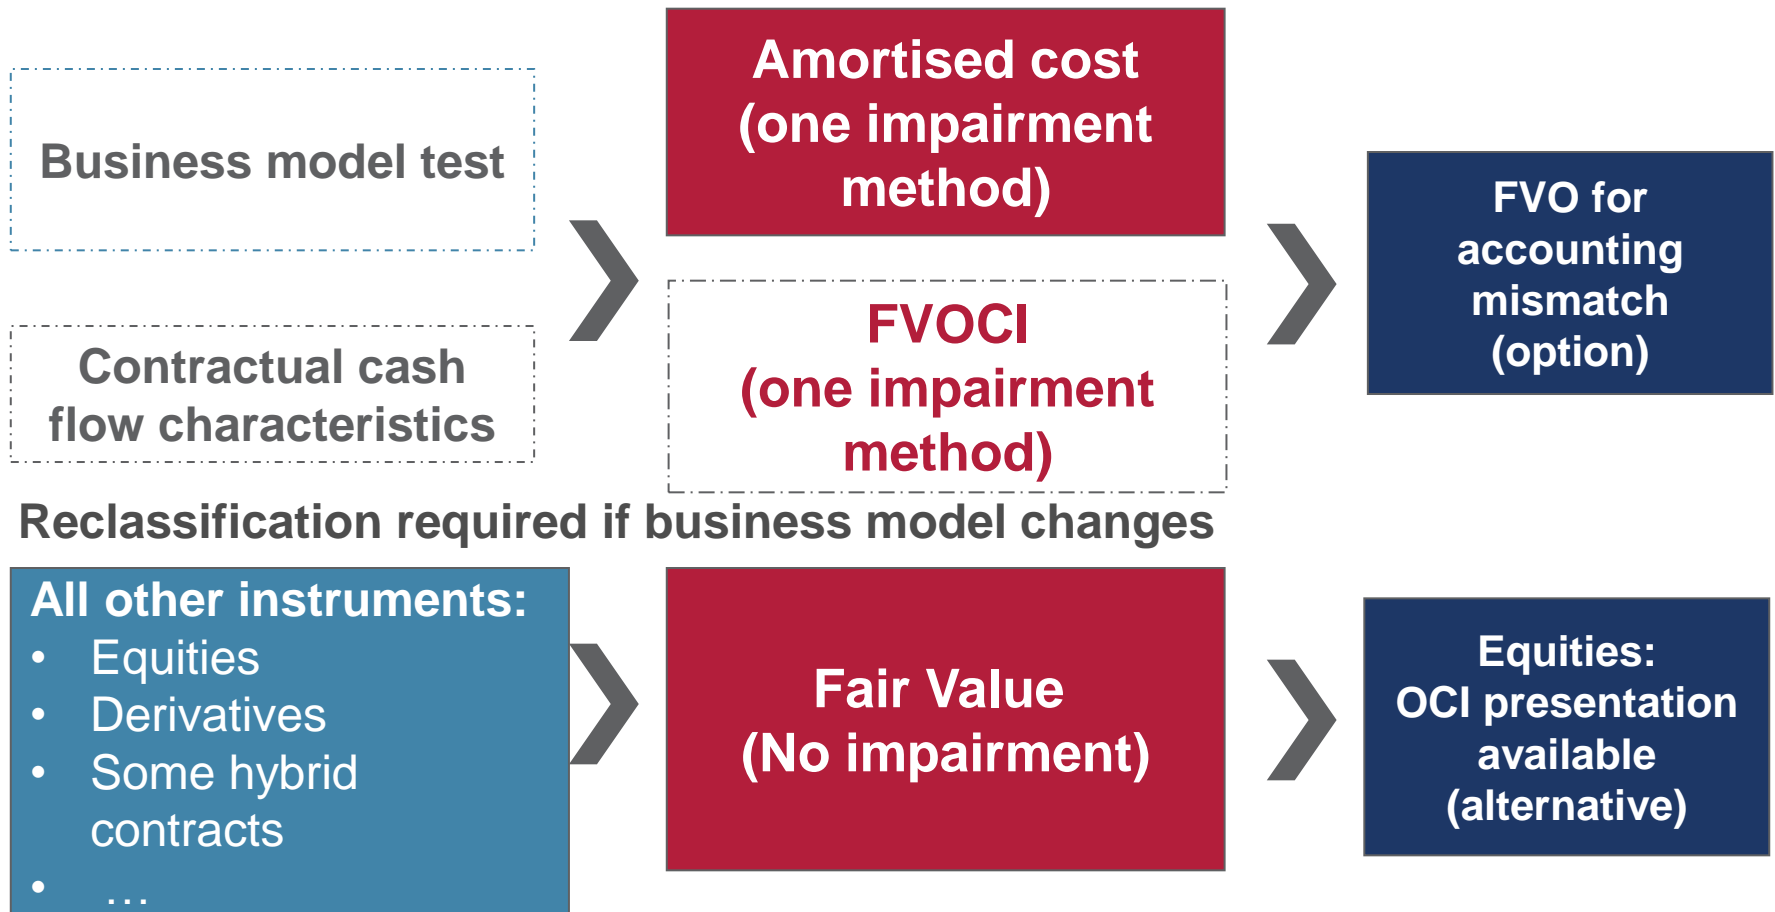 Business model test
Contractual cash
flow characteristics
Amortised cost
(one impairment
method)
FVOCI
(one impairment
method)
FVO for
accounting
mismatch
(option)
Reclassification required if business model changes
All other instruments:
• Equities
• Derivatives
• Some hybrid
contracts
• …
Fair Value
(No impairment)
Equities:
OCI presentation
available
(alternative)